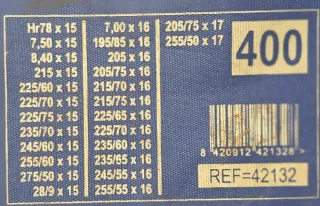 Hr78 x 15
7,50 x 15
8,40 x 15
215 x 15
225/60 x 15
225/70 x 15
225/75 x 15
235/70 x 15
245/60 x 15
255/60 x 15
275/50 x 15
28/9 x 15
7,00 x 16
195/85 x 16
205 x 16
205/75 x 16
215/70 x 16
215/75 x 16
225/65 x 16
225/70 x 16
235/60 x 16
235/65 x 16
245/55 x 16
255/55 x 16
205/75 x 17
255/50 x 17
400
8 420912 421328
REF=42132